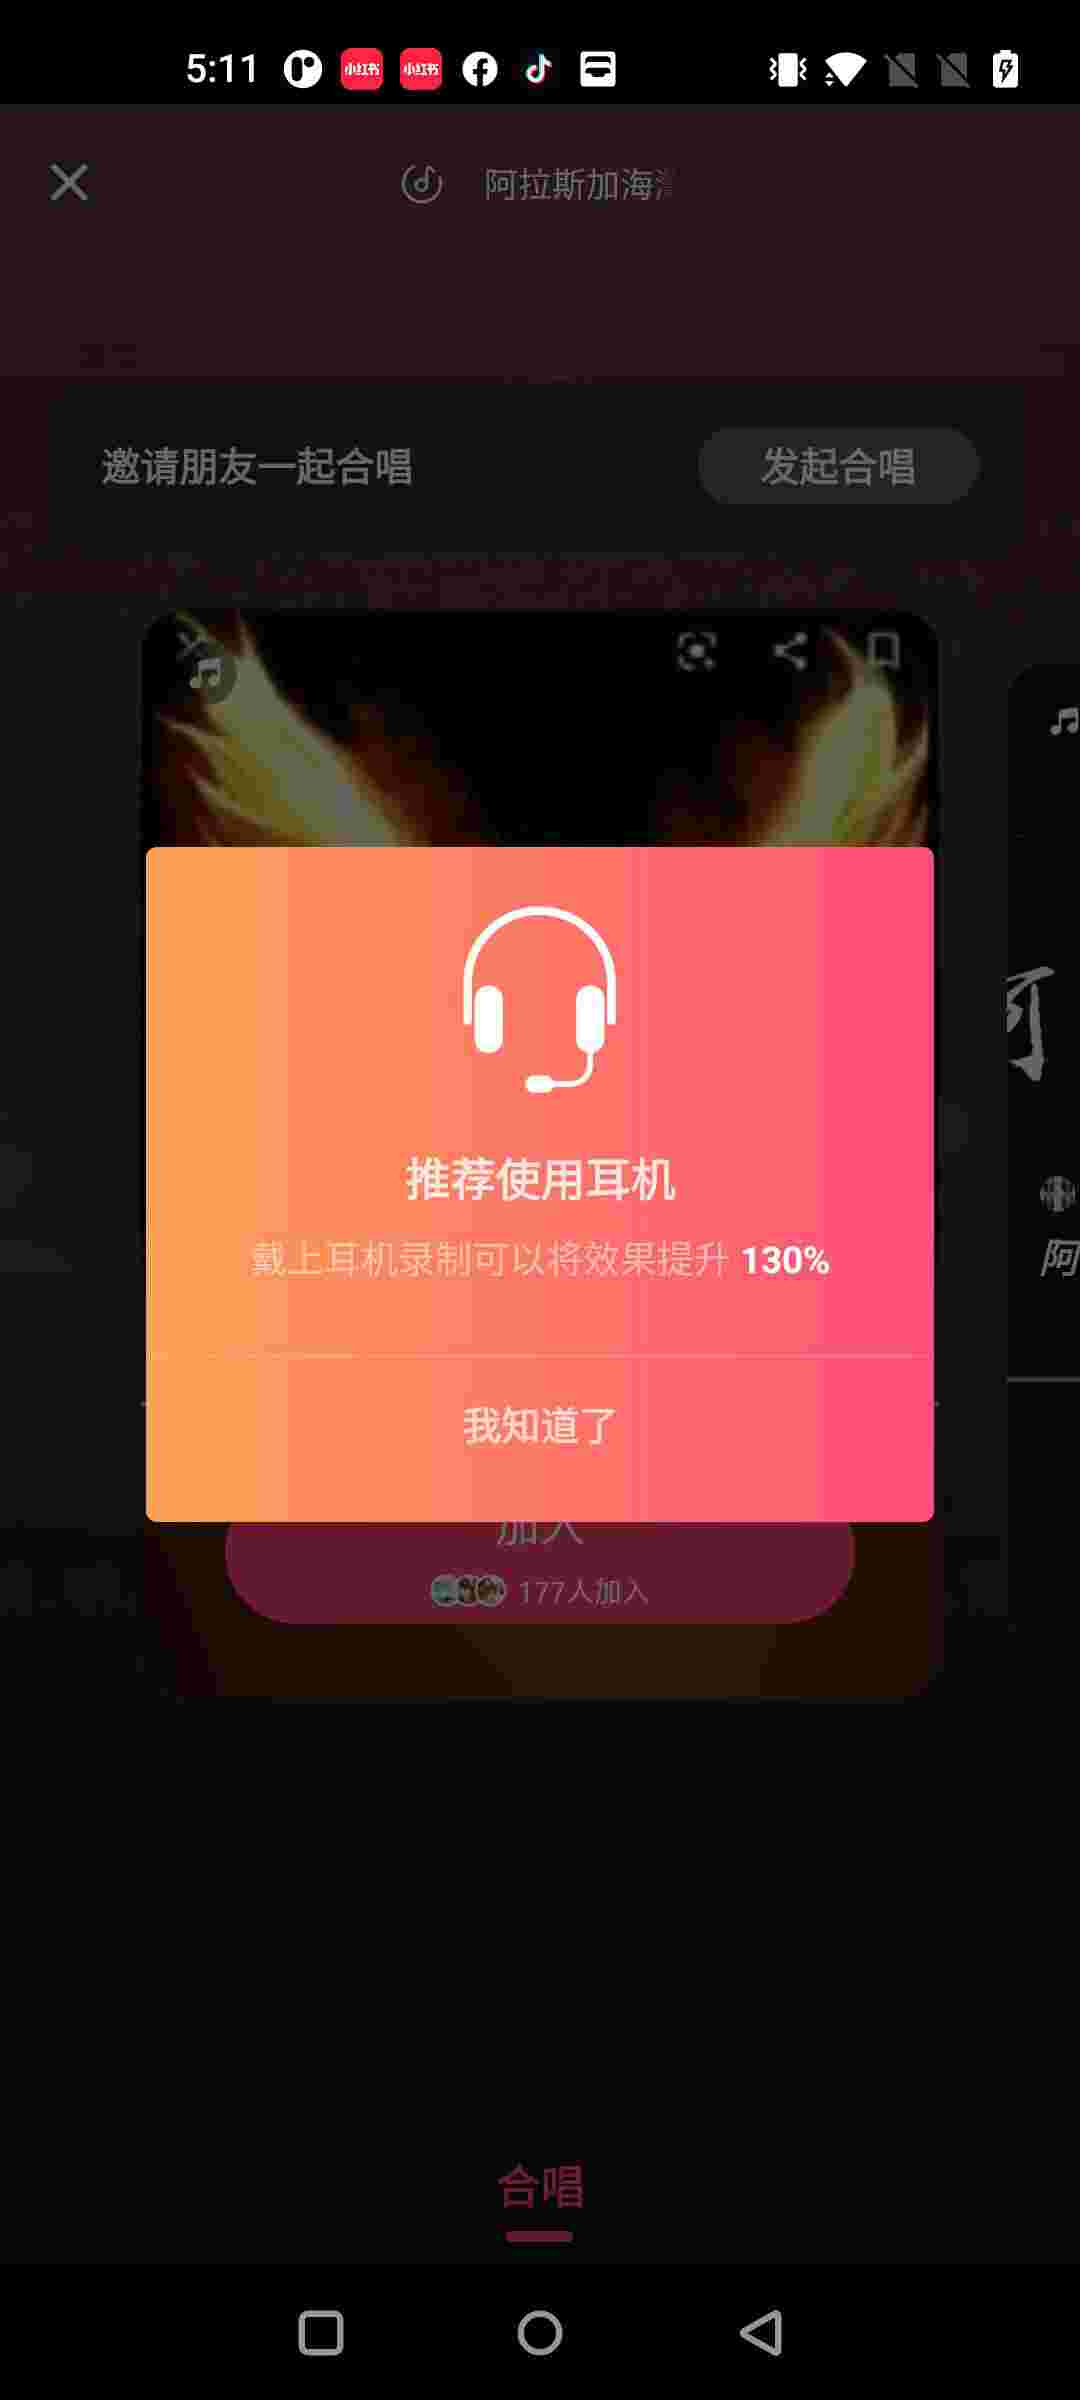 5:11
小红书 小红书
阿拉斯加海
邀请朋友一起合唱
发起合唱
推荐使用耳机
戴上耳机录制可以将效果提升 130%
阿
我知道了
加入
177人加入
合唱